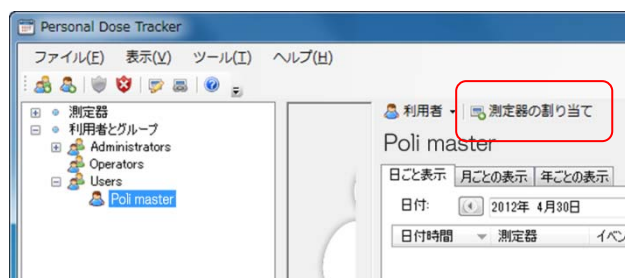 Personal Dose Tracker
ファイル(F) 表示(V) ツール(T) ヘルプ(H)
測定器
利用者とグループ
Administrators
Operators
Users
Poli master
利用者 測定器の割り当て
Poli master
日ごと表示 月ごとの表示 年ごとの表示
日付: 2012年 4月30日
日付時間 測定器 イベン